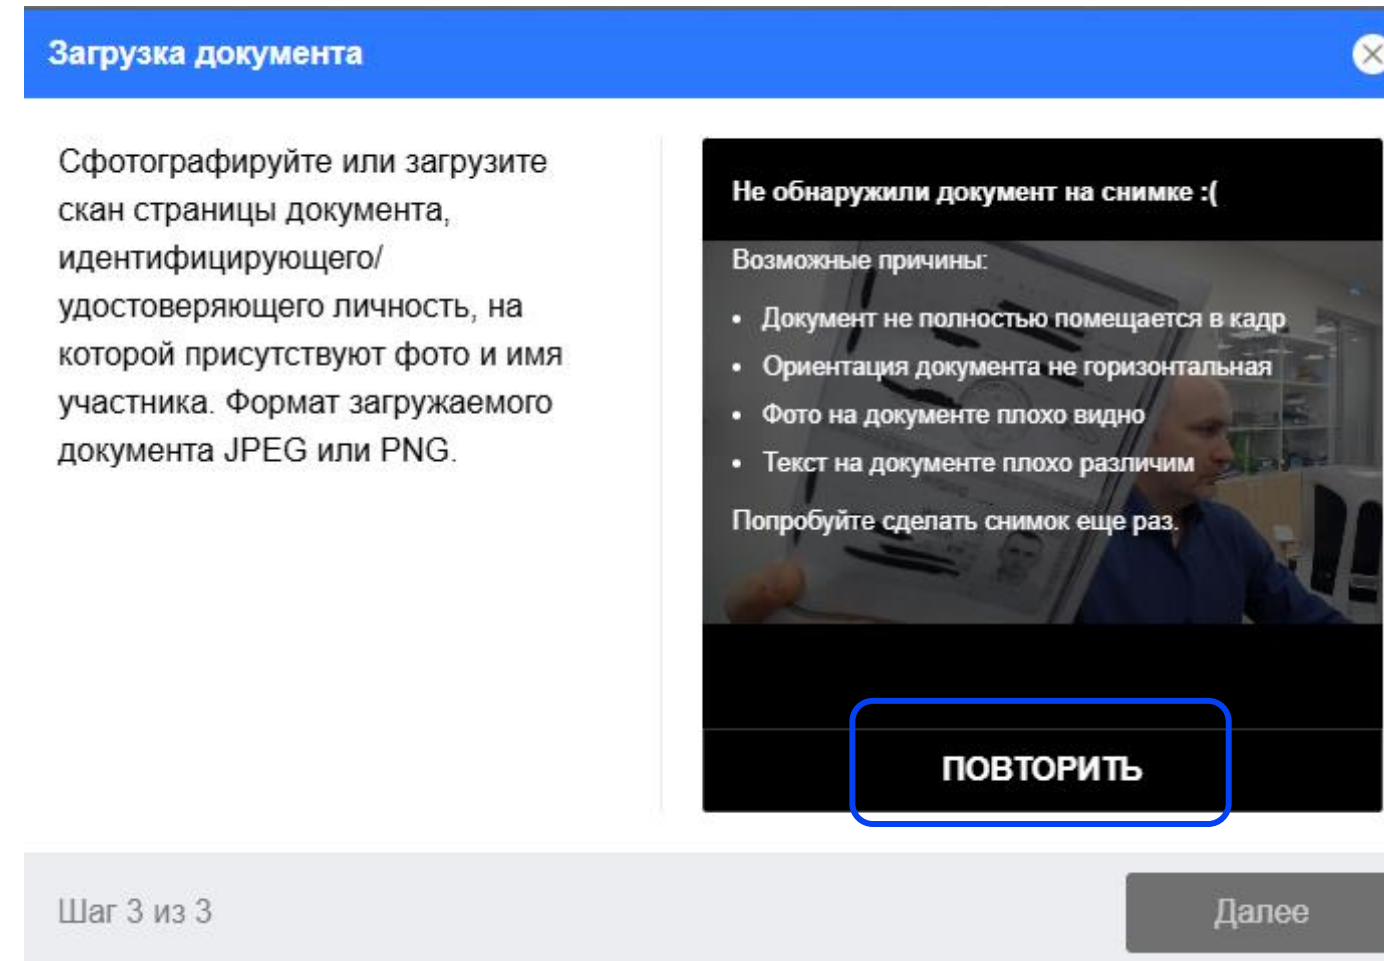 Загрузка документа
Сфотографируйте или загрузите
скан страницы документа,
идентифицирующего/
удостоверяющего личность, на
которой присутствуют фото и имя
участника. Формат загружаемого
документа JPEG или PNG.
Не обнаружили документ на снимке :(
Возможные причины:
• Документ не полностью помещается в кадр
• Ориентация документа не горизонтальная
• Фото на документе плохо видно
• Текст на документе плохо различим
Попробуйте сделать снимок еще раз.
ПОВТОРИТЬ
Шаг 3 из 3
Далее